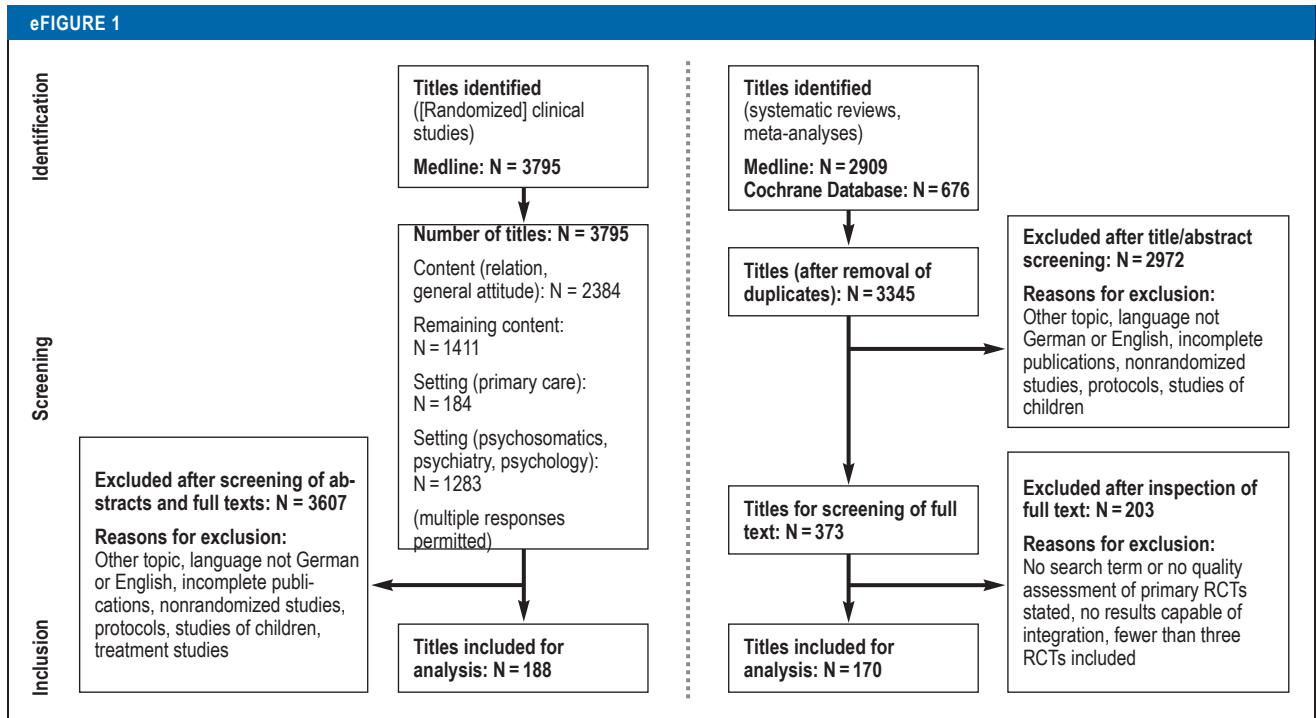 eFIGURE 1
Identification
Screening
Inclusion
Titles identified
([Randomized] clinical
studies)
Medline: N = 3795
Number of titles: N = 3795
Content (relation,
general attitude): N = 2384
Remaining content:
N = 1411
Setting (primary care):
N = 184
Setting (psychosomatics,
psychiatry, psychology):
N = 1283
(multiple responses
permitted)
Excluded after screening of ab-
stracts and full texts: N = 3607
Reasons for exclusion:
Other topic, language not German
or English, incomplete publi-
cations, nonrandomized studies,
protocols, studies of children,
treatment studies
Titles included for
analysis: N = 188
Titles identified
(systematic reviews,
meta-analyses)
Medline: N = 2909
Cochrane Database: N = 676
Titles (after removal of
duplicates): N = 3345
Excluded after title/abstract
screening: N = 2972
Reasons for exclusion:
Other topic, language not
German or English, incomplete
publications, nonrandomized
studies, protocols, studies of
children
Titles for screening of full
text: N = 373
Excluded after inspection of
full text: N = 203
Reasons for exclusion:
No search term or no quality
assessment of primary RCTs
stated, no results capable of
integration, fewer than three
RCTs included
Titles included for
analysis: N = 170